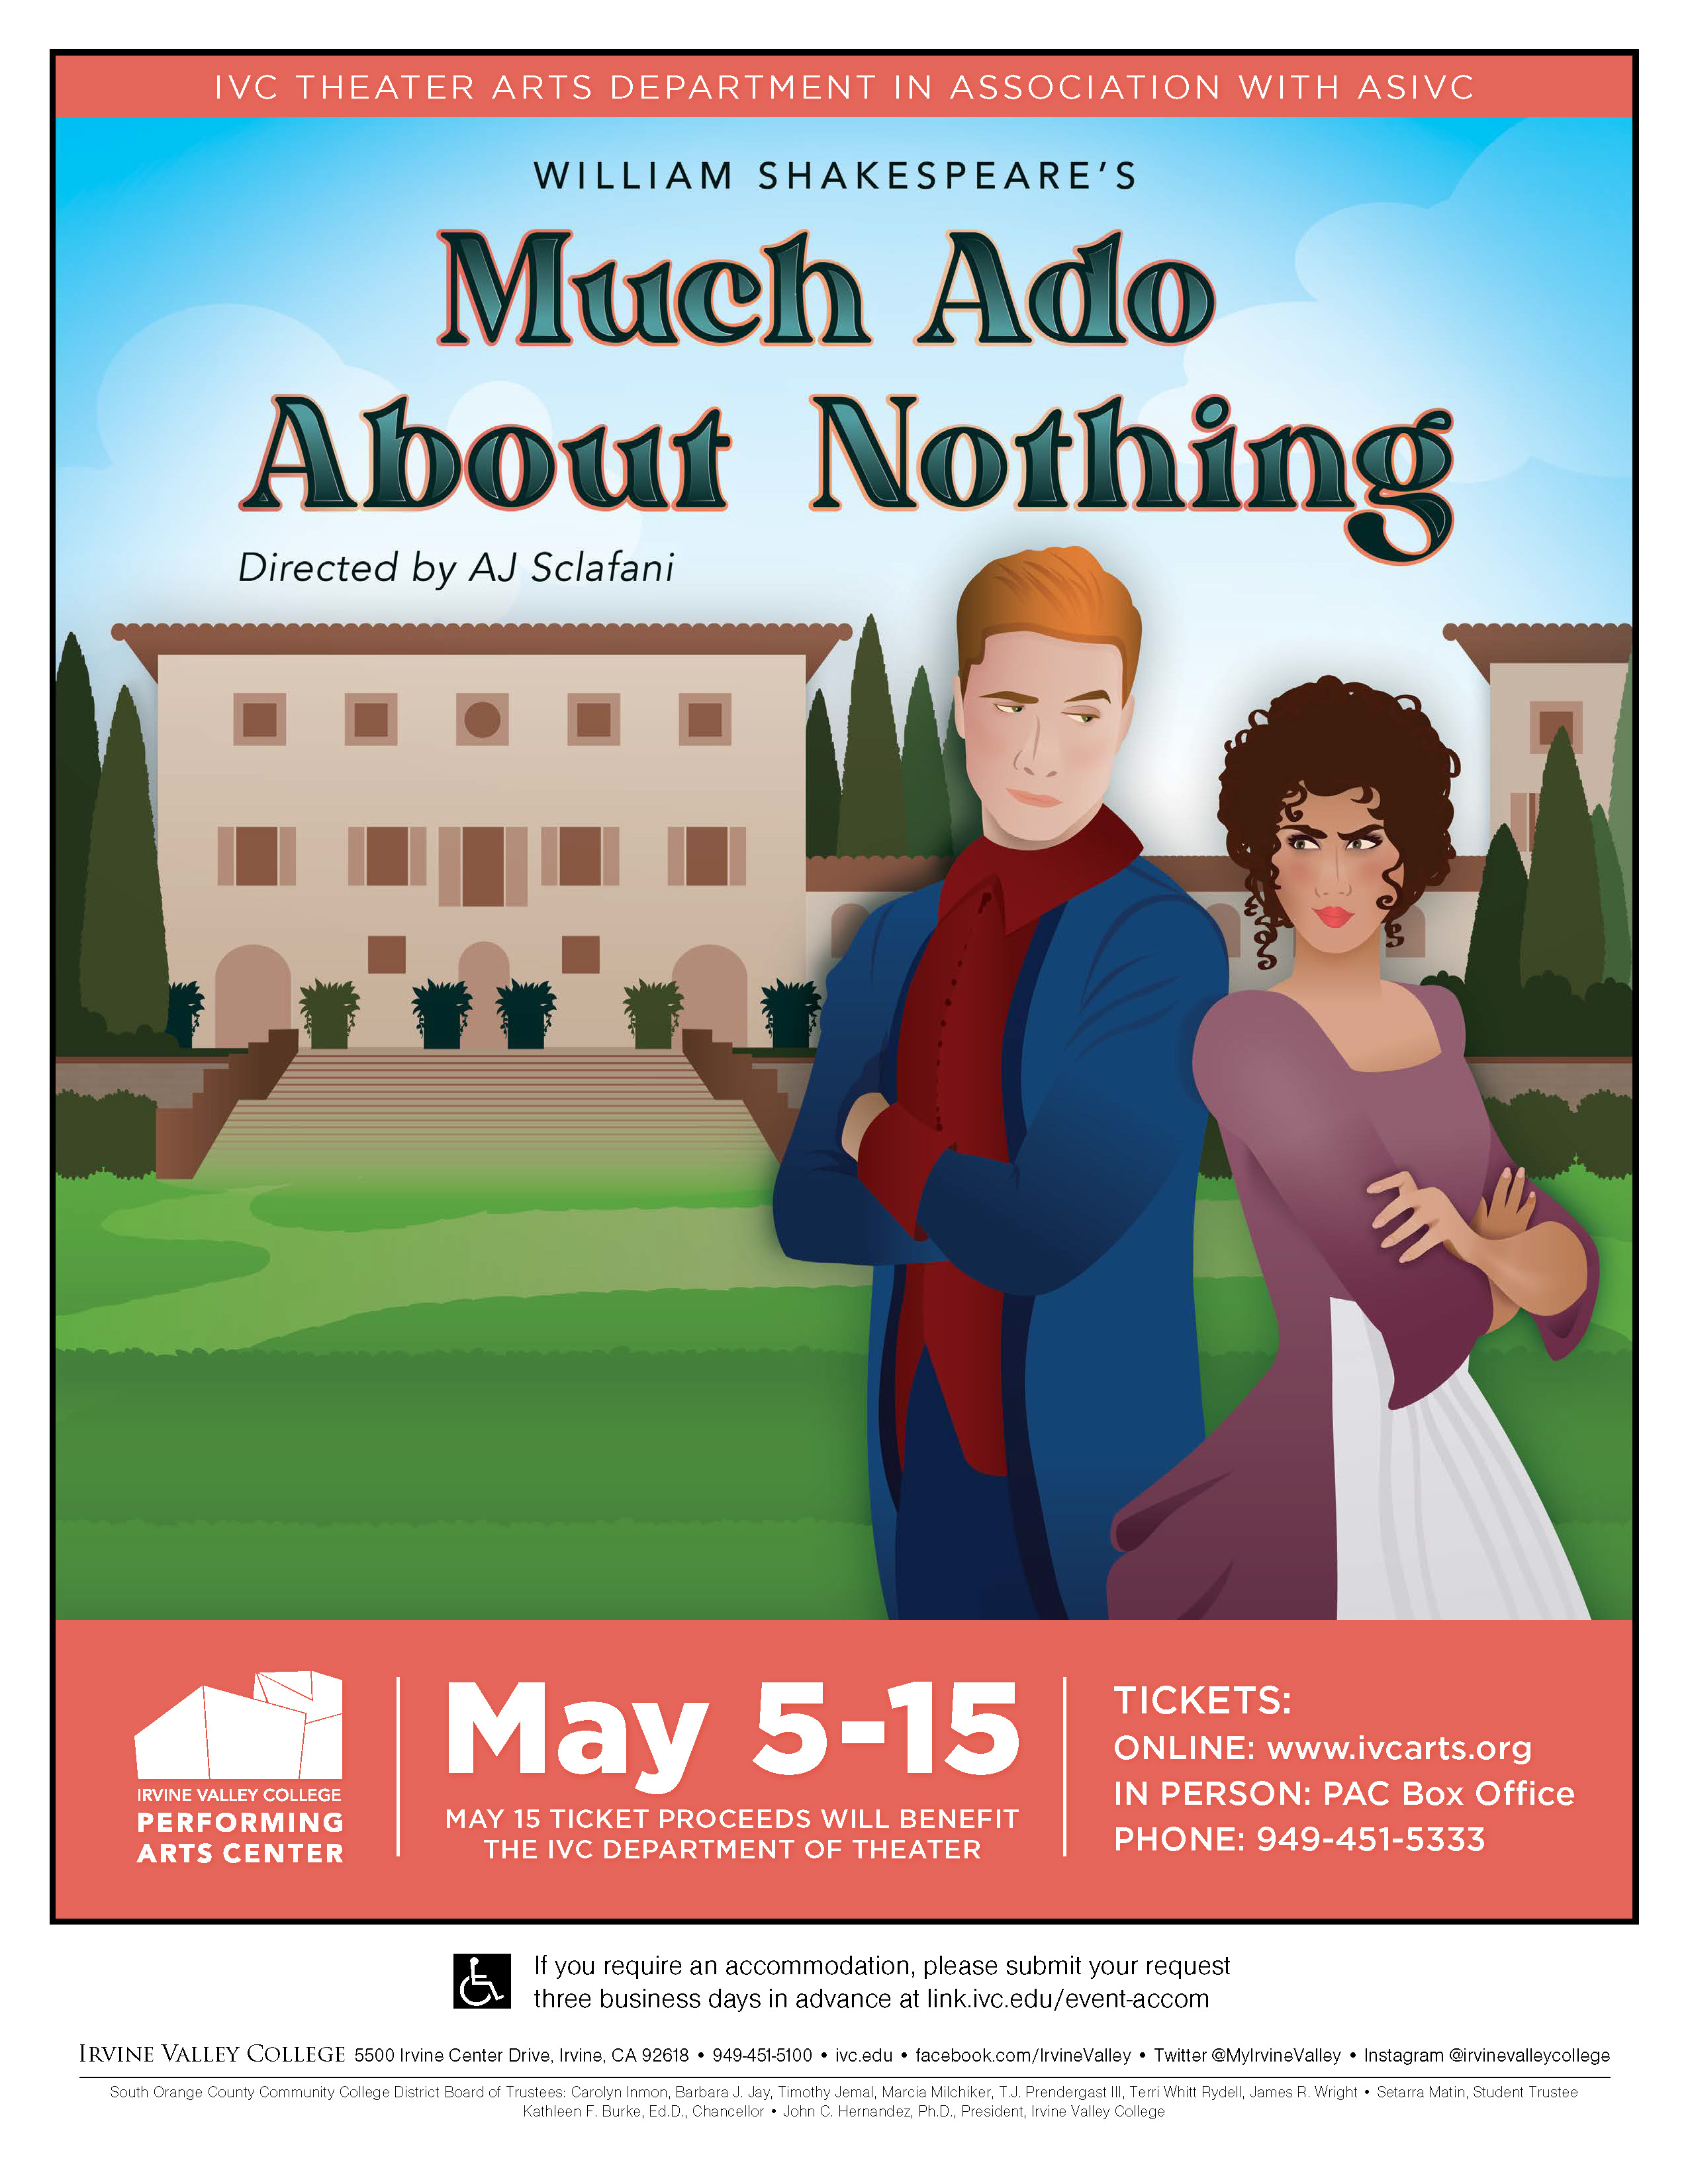 IVC THEATER ARTS DEPARTMENT IN ASSOCIATION WITH ASIVC
WILLIAM SHAKESPEARE'S
Much Ado
About Nothing
Directed by AJ Sclafani
IRVINE VALLEY COLLEGE
PERFORMING
ARTS CENTER
May 5-15
MAY 15 TICKET PROCEEDS WILL BENEFIT
THE IVC DEPARTMENT OF THEATER
TICKETS:
ONLINE: www.ivcarts.org
IN PERSON: PAC Box Office
PHONE: 949-451-5333
If you require an accommodation, please submit your request
three business days in advance at link.ivc.edu/event-accom
IRVINE VALLEY COLLEGE 5500 Irvine Center Drive, Irvine, CA 92618 • 949-451-5100 • ivc.edu • facebook.com/IrvineValley • Twitter @MyIrvineValley • Instagram @irvinevalleycollege
South Orange County Community College District Board of Trustees: Carolyn Inmon, Barbara J. Jay, Timothy Jemal, Marcia Milchiker, T.J. Prendergast III, Terri Whitt Rydell, James R. Wright • Setarra Matin, Student Trustee
Kathleen F. Burke, Ed.D., Chancellor • John C. Hernandez, Ph.D., President, Irvine Valley College